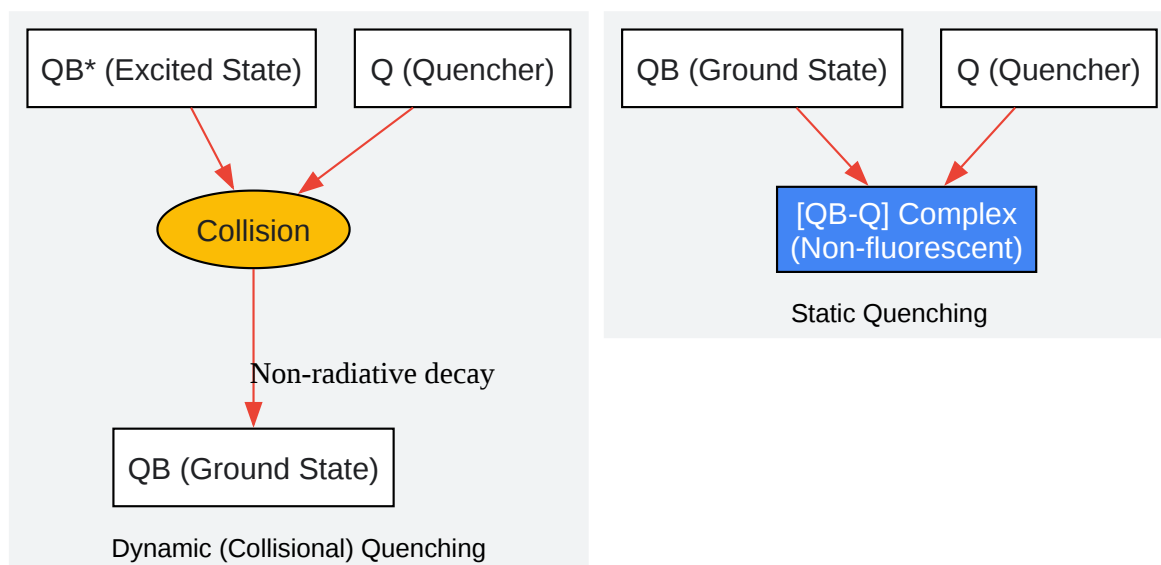 QB* (Excited State)
Q (Quencher)
Collision
Non-radiative decay
QB (Ground State)
Dynamic (Collisional) Quenching
QB (Ground State)
Q (Quencher)
[QB-Q] Complex
(Non-fluorescent)
Static Quenching